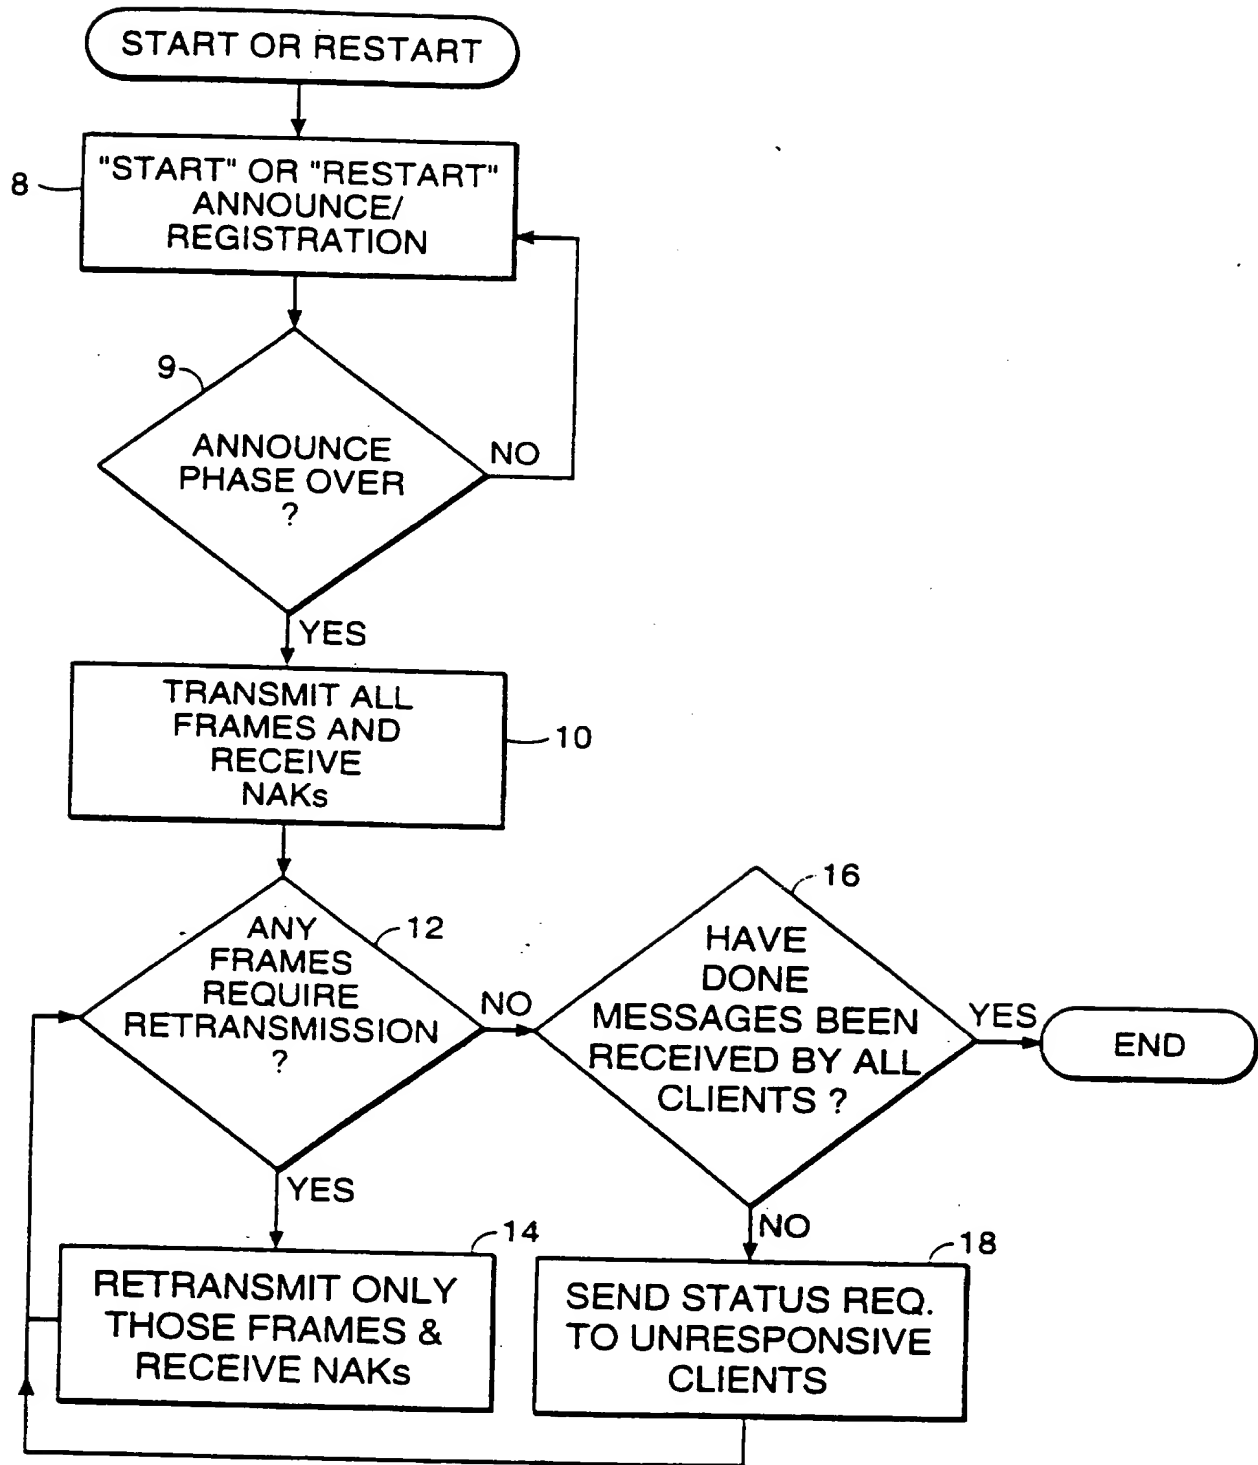 START OR RESTART
8
"START" OR "RESTART"
ANNOUNCE/
REGISTRATION
9
ANNOUNCE
PHASE OVER
?
NO
YES
TRANSMIT ALL
FRAMES AND
RECEIVE
NAKs
10
ANY
FRAMES
REQUIRE
RETRANSMISSION
?
12
NO
YES
16
HAVE
DONE
MESSAGES BEEN
RECEIVED BY ALL
CLIENTS ?
YES
END
NO
14
RETRANSMIT ONLY
THOSE FRAMES &
RECEIVE NAKs
18
SEND STATUS REQ.
TO UNRESPONSIVE
CLIENTS